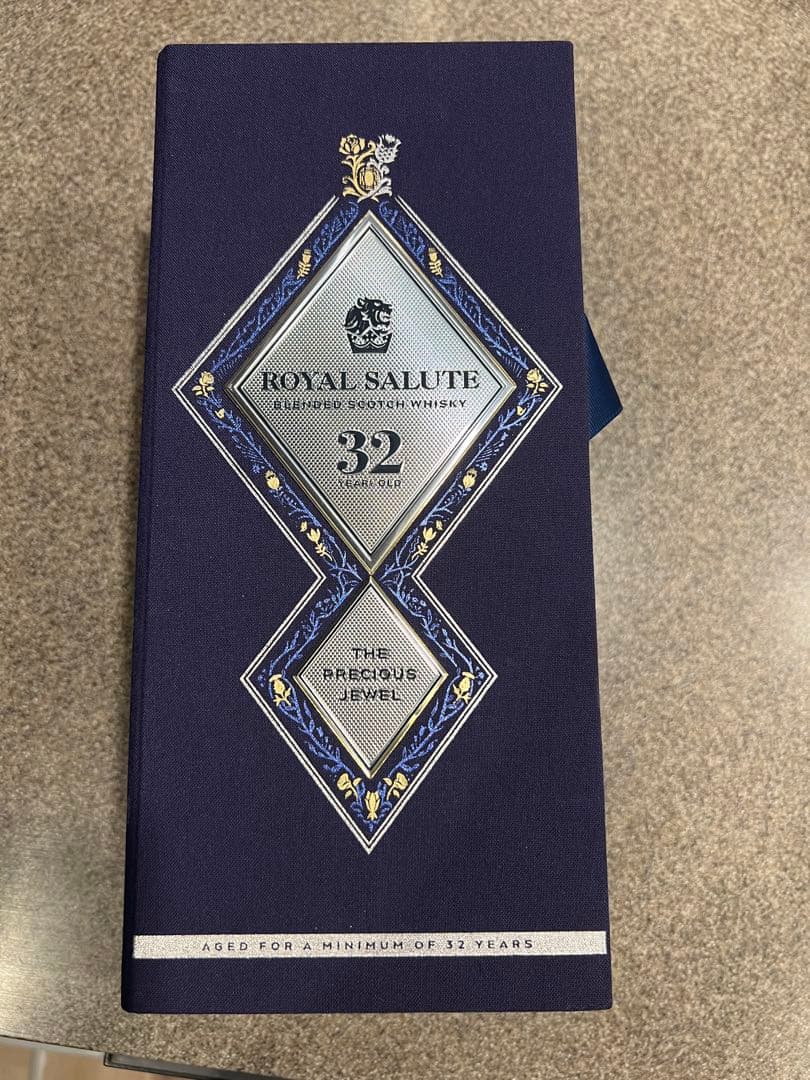 ROYAL SALUTE
BLENDED SCOTCH WHISKY
32
YEARS OLD
THE
PRECIOUS
JEWEL
AGED FOR A MINIMUM OF 32 YEARS